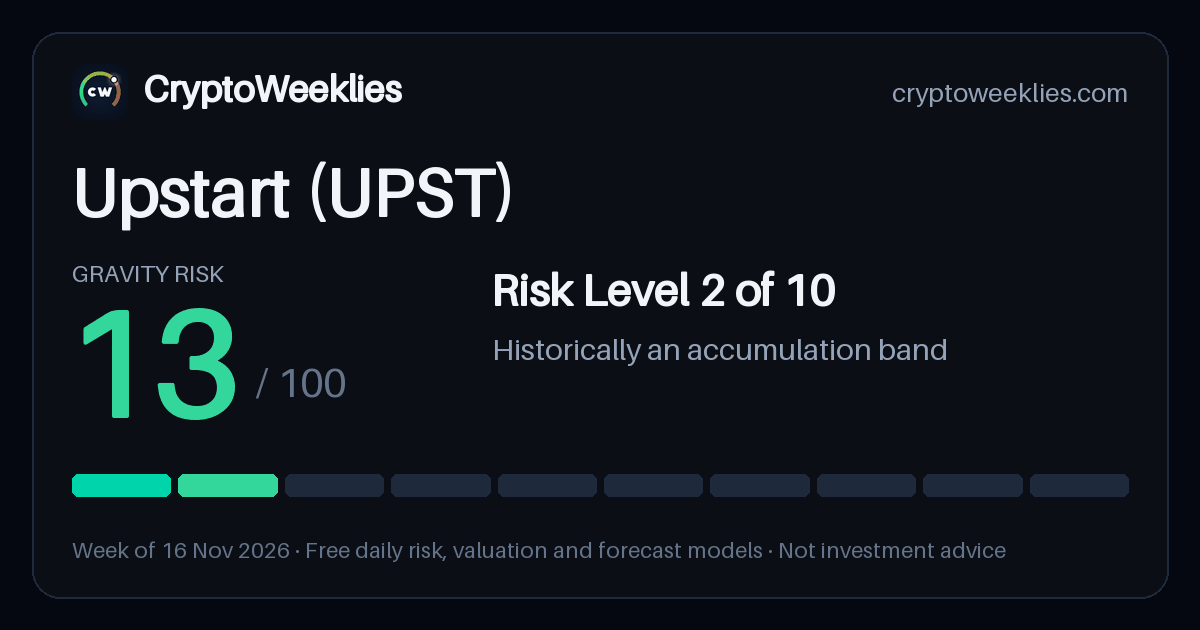 CW
CryptoWeeklies
cryptoweeklies.com
Upstart (UPST)
GRAVITY RISK
13 / 100
Risk Level 2 of 10
Historically an accumulation band
Week of 16 Nov 2026 · Free daily risk, valuation and forecast models · Not investment advice